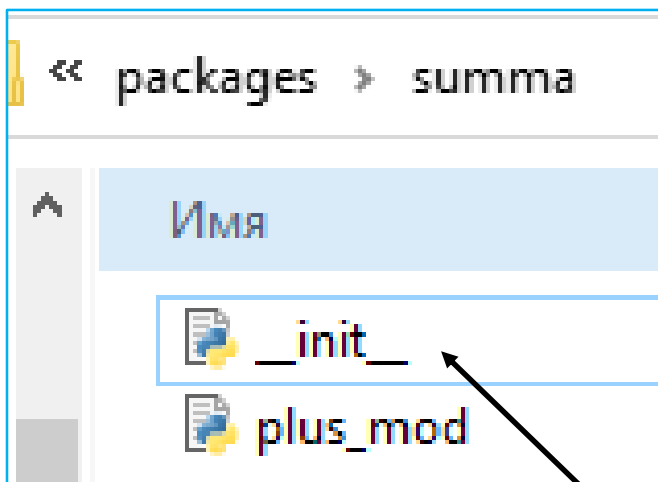 « packages > summa
Имя
__init__
plus_mod